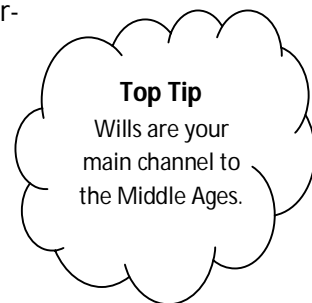 r-
Top Tip
Wills are your
main channel to
the Middle Ages.